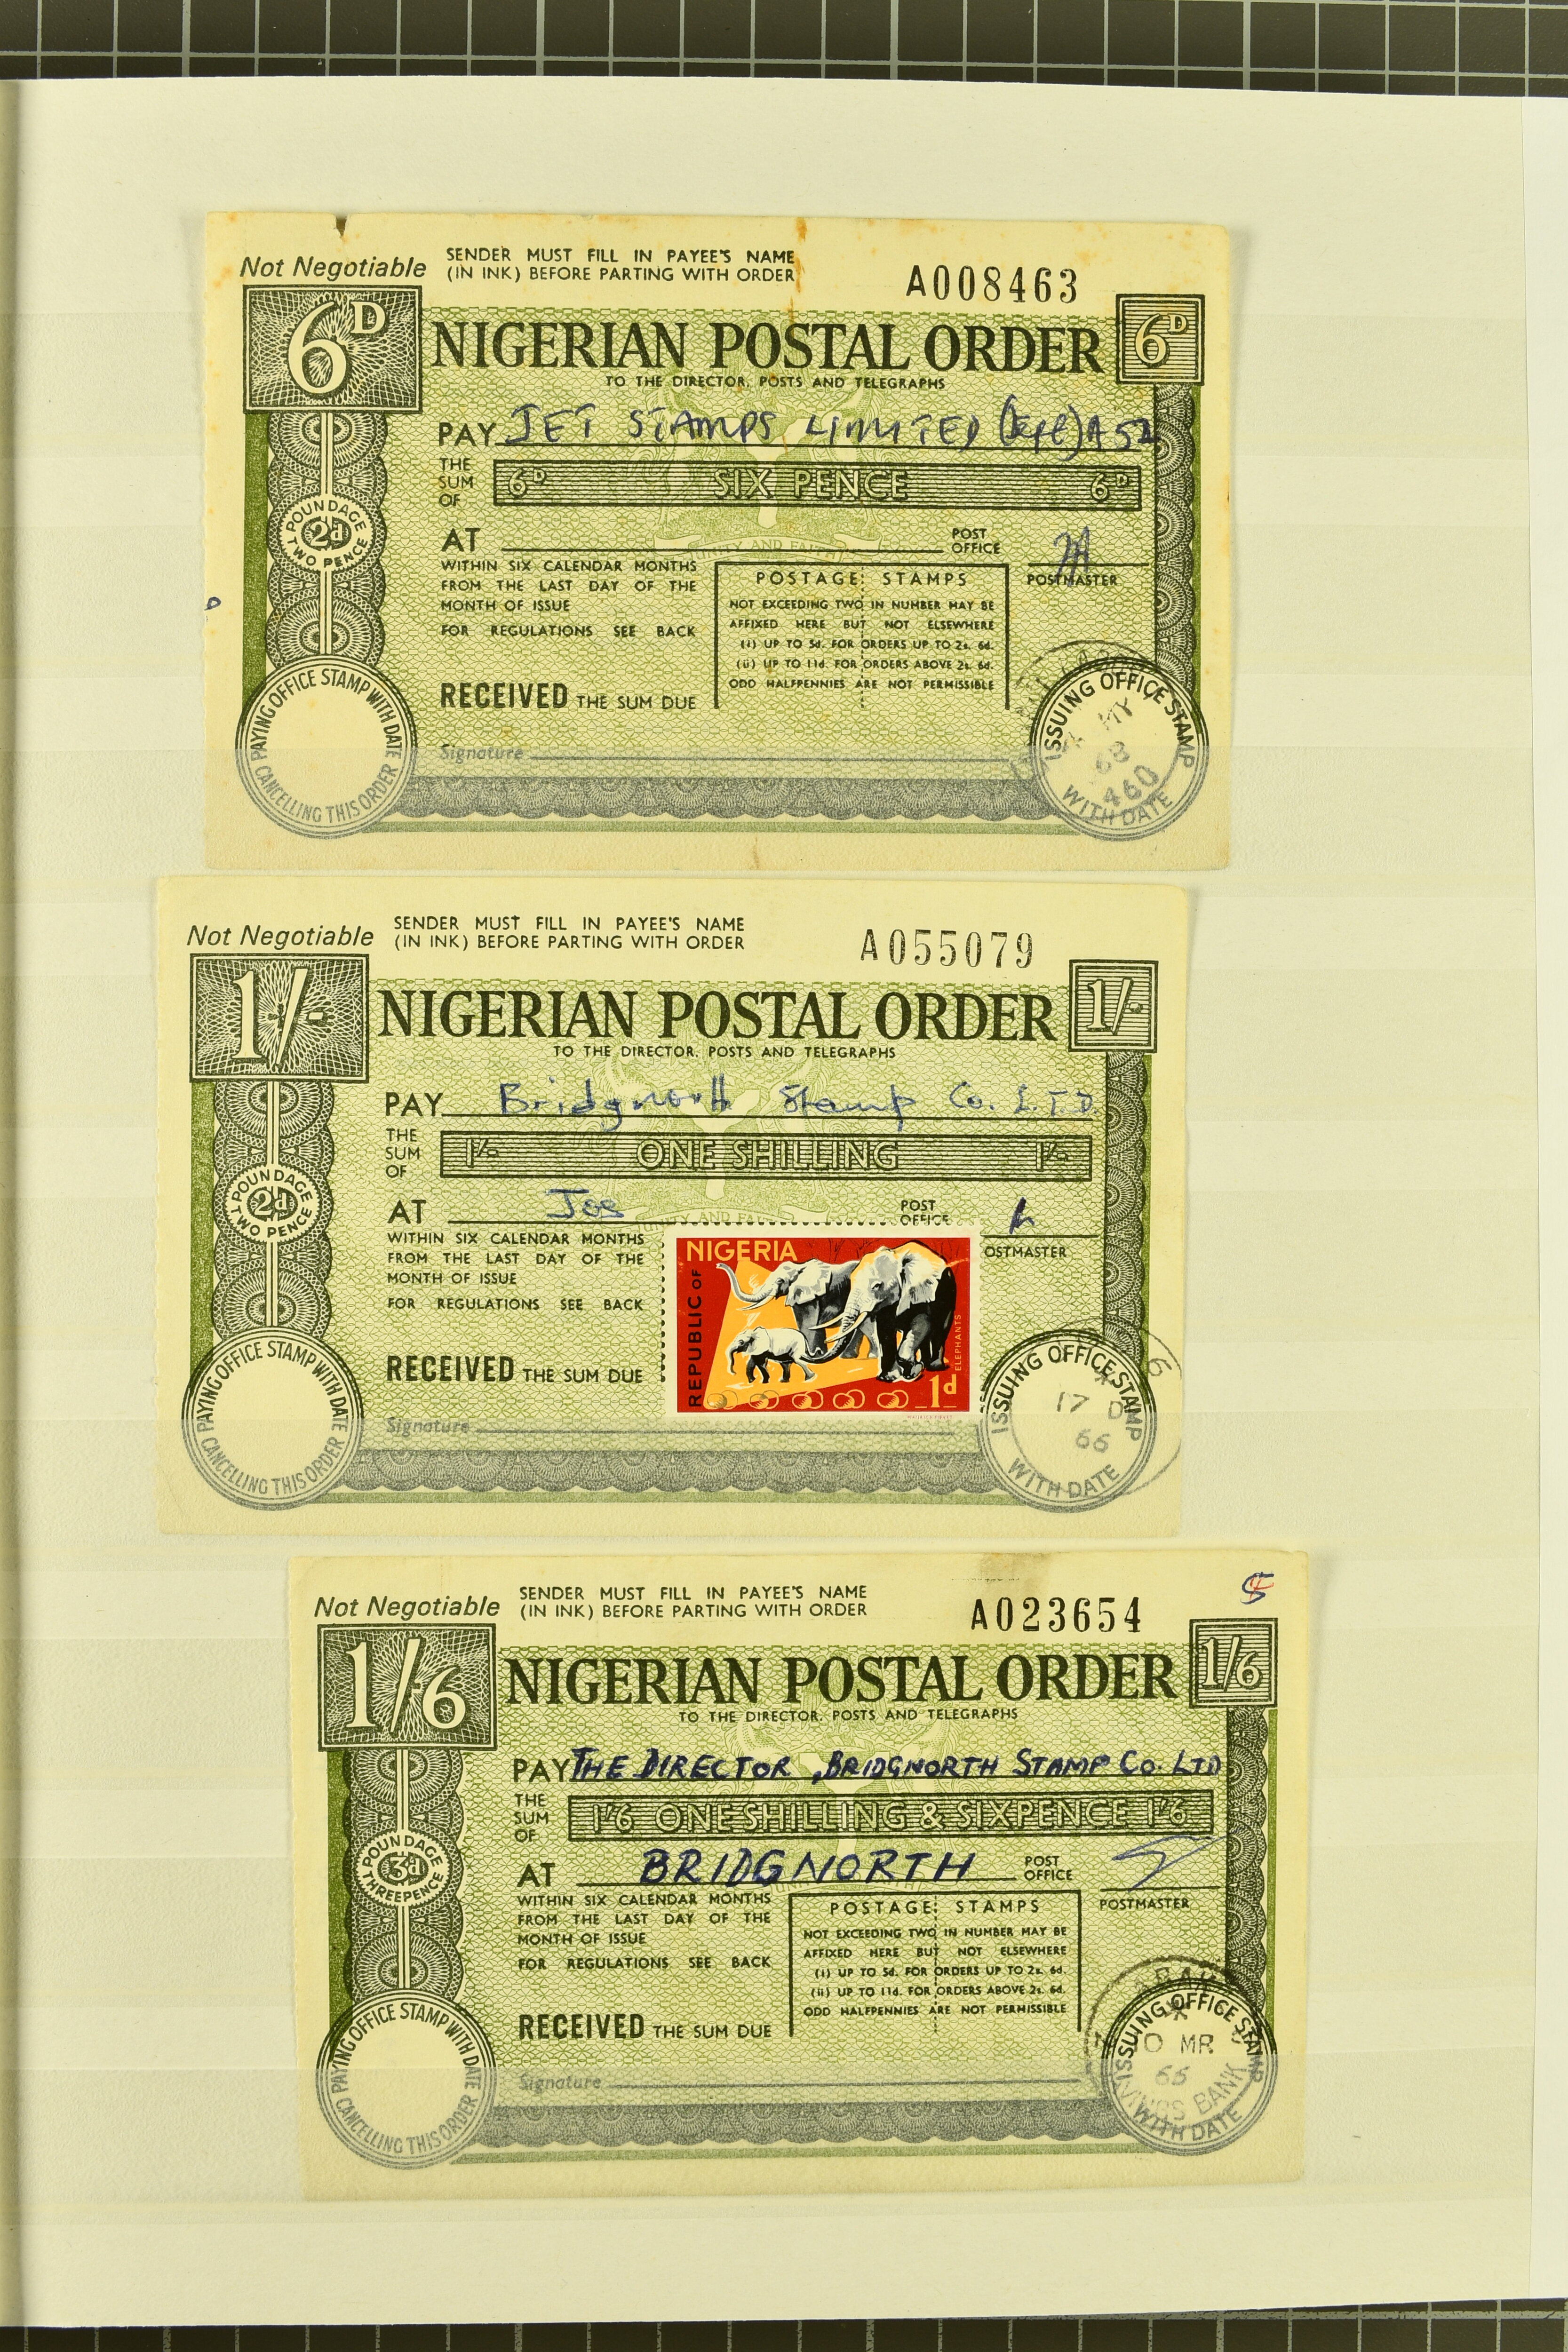 Not Negotiable
SENDER MUST FILL IN PAYEE'S NAME
(IN INK) BEFORE PARTING WITH ORDER
A008463
6D
6D
NIGERIAN POSTAL ORDER
TO THE DIRECTOR, POSTS AND TELEGRAPHS
PAY JET STAMPS LIMITED (Dept) A 52
THE SUM OF
6D SIX PENCE 6D
POUNDAGE 2d TWO PENCE
AT
POST OFFICE
UNITY AND FAITH
WITHIN SIX CALENDAR MONTHS
FROM THE LAST DAY OF THE
MONTH OF ISSUE
FOR REGULATIONS SEE BACK
POSTMASTER
POSTAGE STAMPS
NOT EXCEEDING TWO IN NUMBER MAY BE
AFFIXED HERE BUT NOT ELSEWHERE
(i) UP TO 5d. FOR ORDERS UP TO 2s. 6d.
(ii) UP TO 11d. FOR ORDERS ABOVE 2s. 6d.
ODD HALFPENNIES ARE NOT PERMISSIBLE
RECEIVED THE SUM DUE
Signature
PAYING OFFICE STAMP WITH DATE
CANCELLING THIS ORDER
ISSUING OFFICE STAMP
WITH DATE
MY
68
460
Not Negotiable
SENDER MUST FILL IN PAYEE'S NAME
(IN INK) BEFORE PARTING WITH ORDER
A055079
1/-
1/-
NIGERIAN POSTAL ORDER
TO THE DIRECTOR, POSTS AND TELEGRAPHS
PAY Bridgnorth Stamp Co. L.T.D.
THE SUM OF
1/- ONE SHILLING 1/-
POUNDAGE 2d TWO PENCE
AT Jos
POST OFFICE
AND FAITH
WITHIN SIX CALENDAR MONTHS
FROM THE LAST DAY OF THE
MONTH OF ISSUE
FOR REGULATIONS SEE BACK
OSTMASTER
NIGERIA
REPUBLIC OF
ELEPHANTS
1d
RECEIVED THE SUM DUE
Signature
PAYING OFFICE STAMP WITH DATE
CANCELLING THIS ORDER
ISSUING OFFICE STAMP
WITH DATE
6
17 D
66
Not Negotiable
SENDER MUST FILL IN PAYEE'S NAME
(IN INK) BEFORE PARTING WITH ORDER
A023654
1/6
1/6
NIGERIAN POSTAL ORDER
TO THE DIRECTOR, POSTS AND TELEGRAPHS
PAY THE DIRECTOR, BRIDGNORTH STAMP CO. LTD
THE SUM OF
1/6 ONE SHILLING & SIXPENCE 1/6
POUNDAGE 3d THREEPENCE
AT BRIDGNORTH
POST OFFICE
WITHIN SIX CALENDAR MONTHS
FROM THE LAST DAY OF THE
MONTH OF ISSUE
FOR REGULATIONS SEE BACK
POSTMASTER
POSTAGE STAMPS
NOT EXCEEDING TWO IN NUMBER MAY BE
AFFIXED HERE BUT NOT ELSEWHERE
(i) UP TO 5d. FOR ORDERS UP TO 2s. 6d.
(ii) UP TO 11d. FOR ORDERS ABOVE 2s. 6d.
ODD HALFPENNIES ARE NOT PERMISSIBLE
RECEIVED THE SUM DUE
Signature
PAYING OFFICE STAMP WITH DATE
CANCELLING THIS ORDER
ISSUING OFFICE STAMP
WITH DATE
MR
BANK